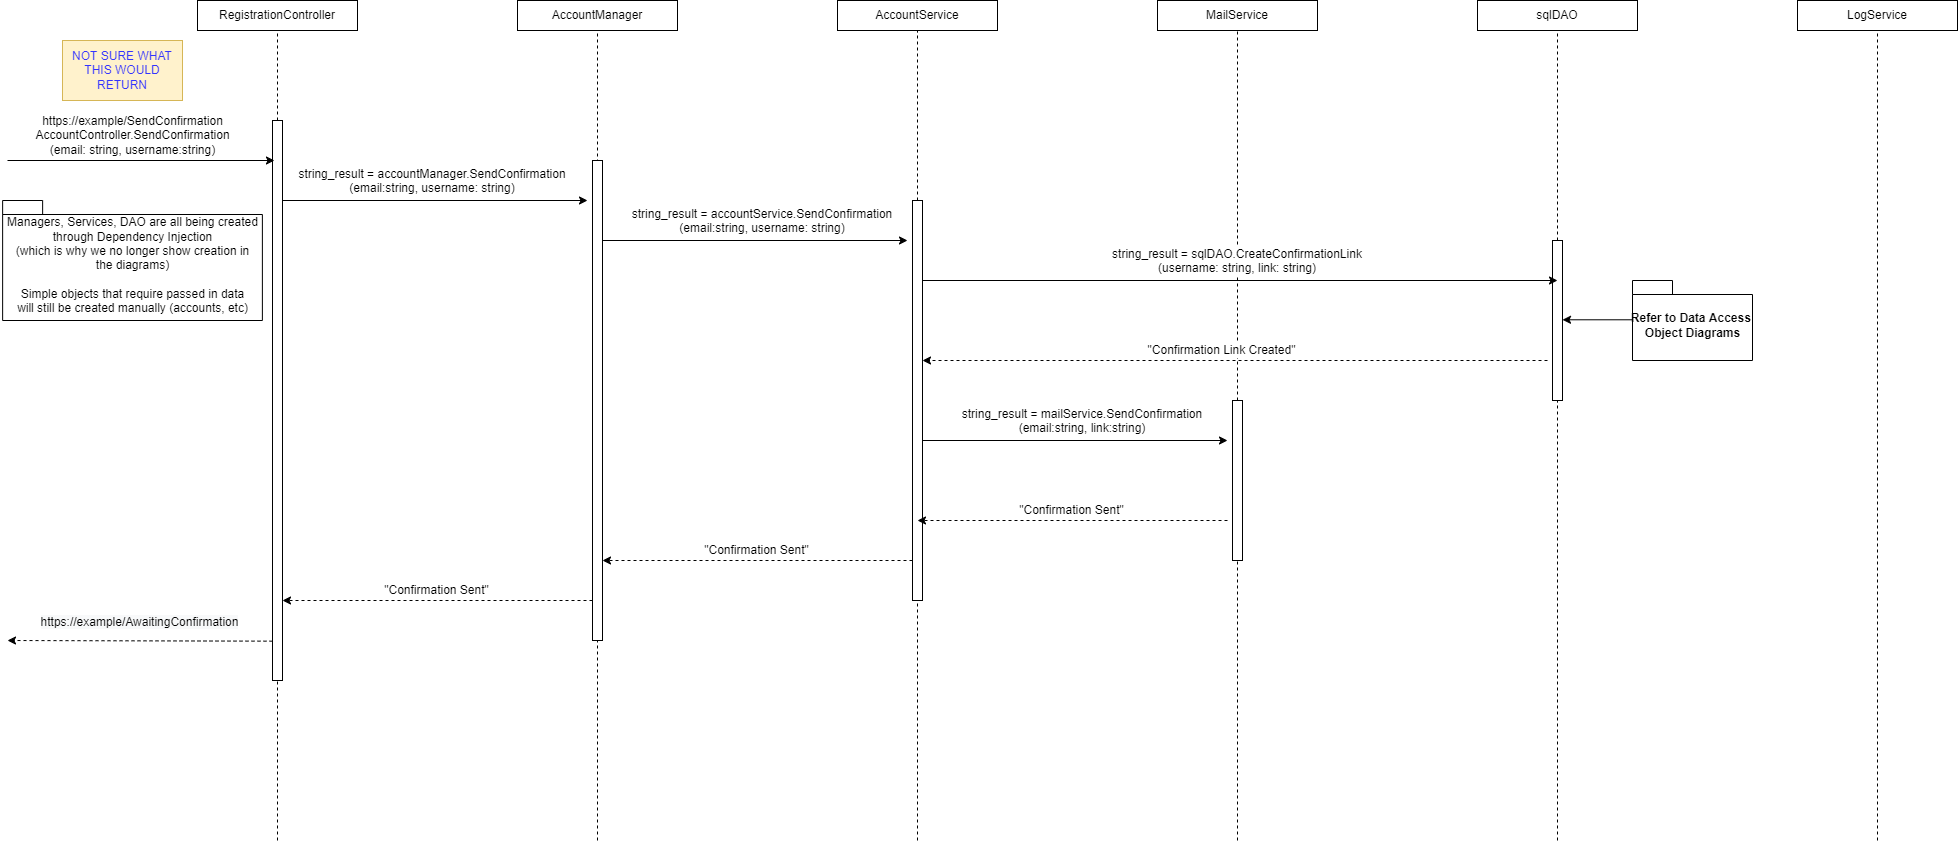 RegistrationController
AccountManager
AccountService
MailService
sqlDAO
LogService
NOT SURE WHAT
THIS WOULD
RETURN
https://example/SendConfirmation
AccountController.SendConfirmation
(email: string, username:string)
string_result = accountManager.SendConfirmation
(email:string, username: string)
Managers, Services, DAO are all being created
through Dependency Injection
(which is why we no longer show creation in
the diagrams)
Simple objects that require passed in data
will still be created manually (accounts, etc)
string_result = accountService.SendConfirmation
(email:string, username: string)
string_result = sqlDAO.CreateConfirmationLink
(username: string, link: string)
Refer to Data Access
Object Diagrams
"Confirmation Link Created"
string_result = mailService.SendConfirmation
(email:string, link:string)
"Confirmation Sent"
"Confirmation Sent"
"Confirmation Sent"
https://example/AwaitingConfirmation